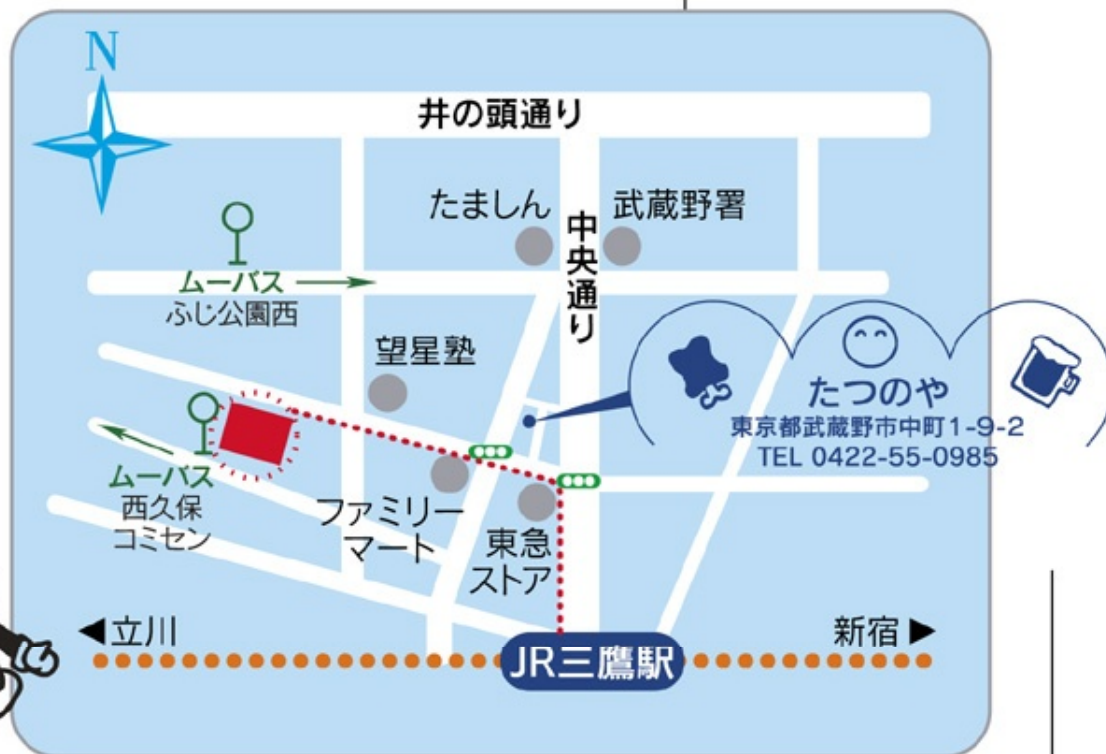 N
井の頭通り
たましん
武蔵野署
中央通り
ムーバス
ふじ公園西
望星塾
たつのや
東京都武蔵野市中町1-9-2
TEL 0422-55-0985
ムーバス
西久保
コミセン
ファミリー
マート
東急
ストア
◀立川
新宿▶
JR三鷹駅